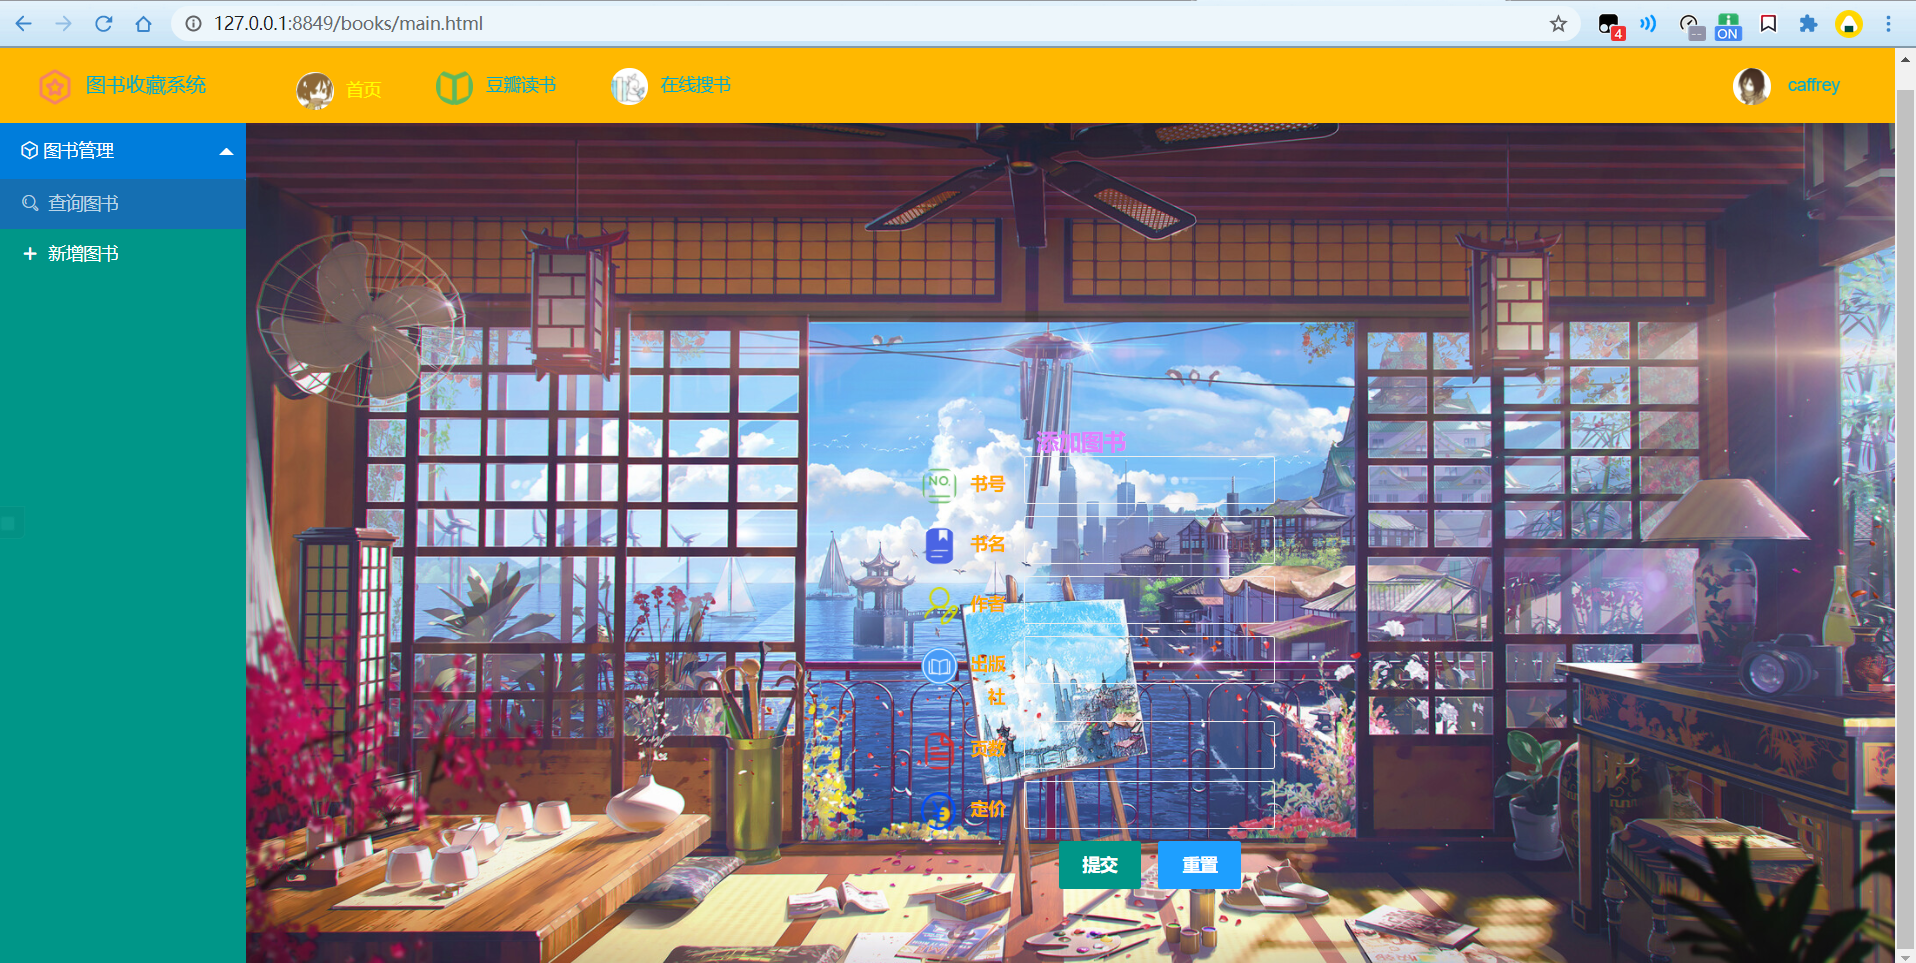 127.0.0.1:8849/books/main.html
4
ON
图书收藏系统
首页
豆瓣读书
在线搜书
caffrey
图书管理
查询图书
新增图书
添加图书
NO.
书号
书名
作者
出版
社
页数
定价
提交
重置